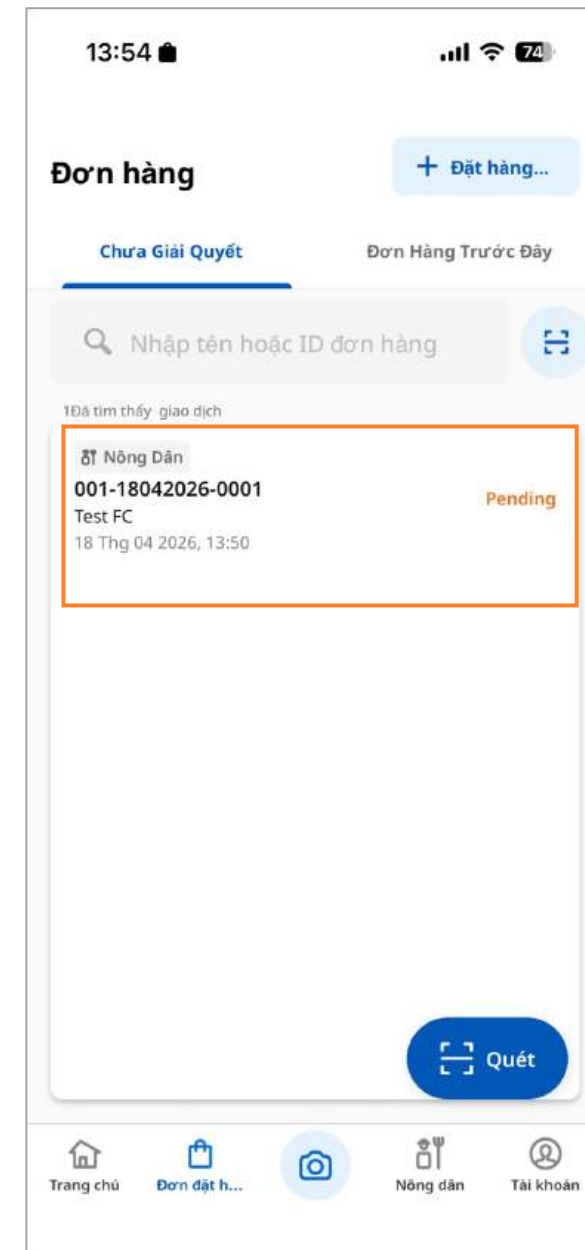 13:54
74
Đơn hàng
+ Đặt hàng...
Chưa Giải Quyết
Đơn Hàng Trước Đây
Nhập tên hoặc ID đơn hàng
1Đã tìm thấy giao dịch
Nông Dân
001-18042026-0001
Pending
Test FC
18 Thg 04 2026, 13:50
Quét
Trang chủ
Đơn đặt h...
Nông dân
Tài khoản